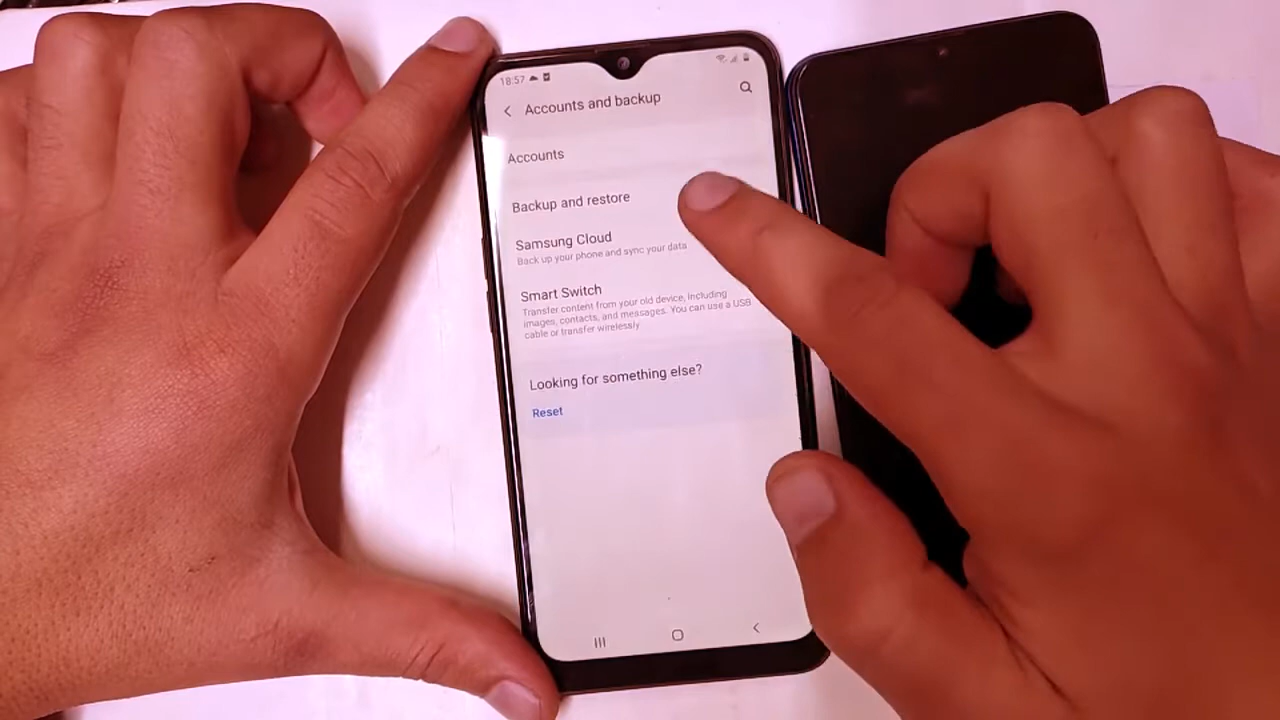 18:57
Accounts and backup
Accounts
Backup and restore
Samsung Cloud
Back up your phone and sync your data
Smart Switch
Transfer content from your old device, including
images, contacts, and messages. You can use a USB
cable or transfer wirelessly
Looking for something else?
Reset